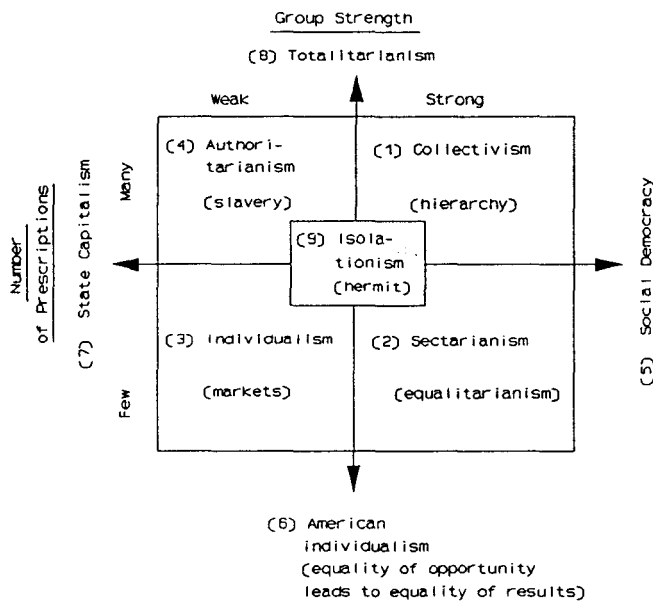 Group Strength
(8) Totalitarianism
Weak
Strong
(4) Authori-
tarianism
(slavery)
(1) Collectivism
(hierarchy)
Number
of Prescriptions
(7) State Capitalism
Many
(9) Isola-
tionism
(hermit)
(5) Social Democracy
(3) Individualism
(markets)
(2) Sectarianism
(equalitarianism)
Few
(6) American
individualism
(equality of opportunity
leads to equality of results)